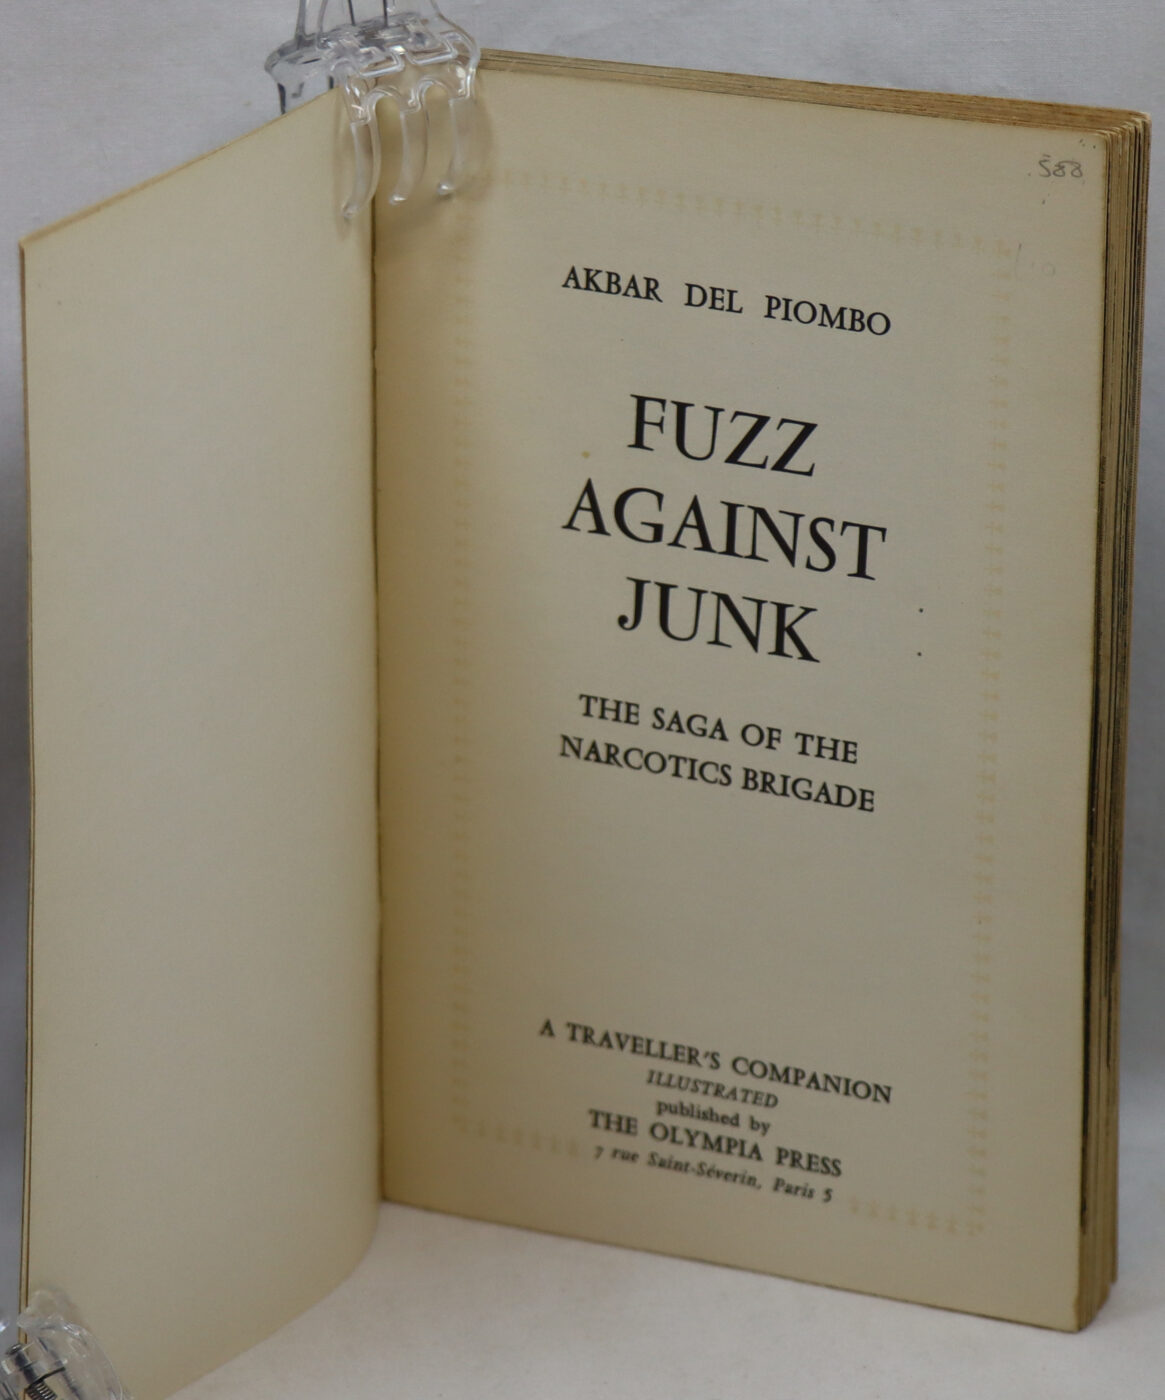 588
AKBAR DEL PIOMBO
FUZZ
AGAINST
JUNK
THE SAGA OF THE
NARCOTICS BRIGADE
A TRAVELLER'S COMPANION
ILLUSTRATED
published by
THE OLYMPIA PRESS
7 rue Saint-Séverin, Paris 5